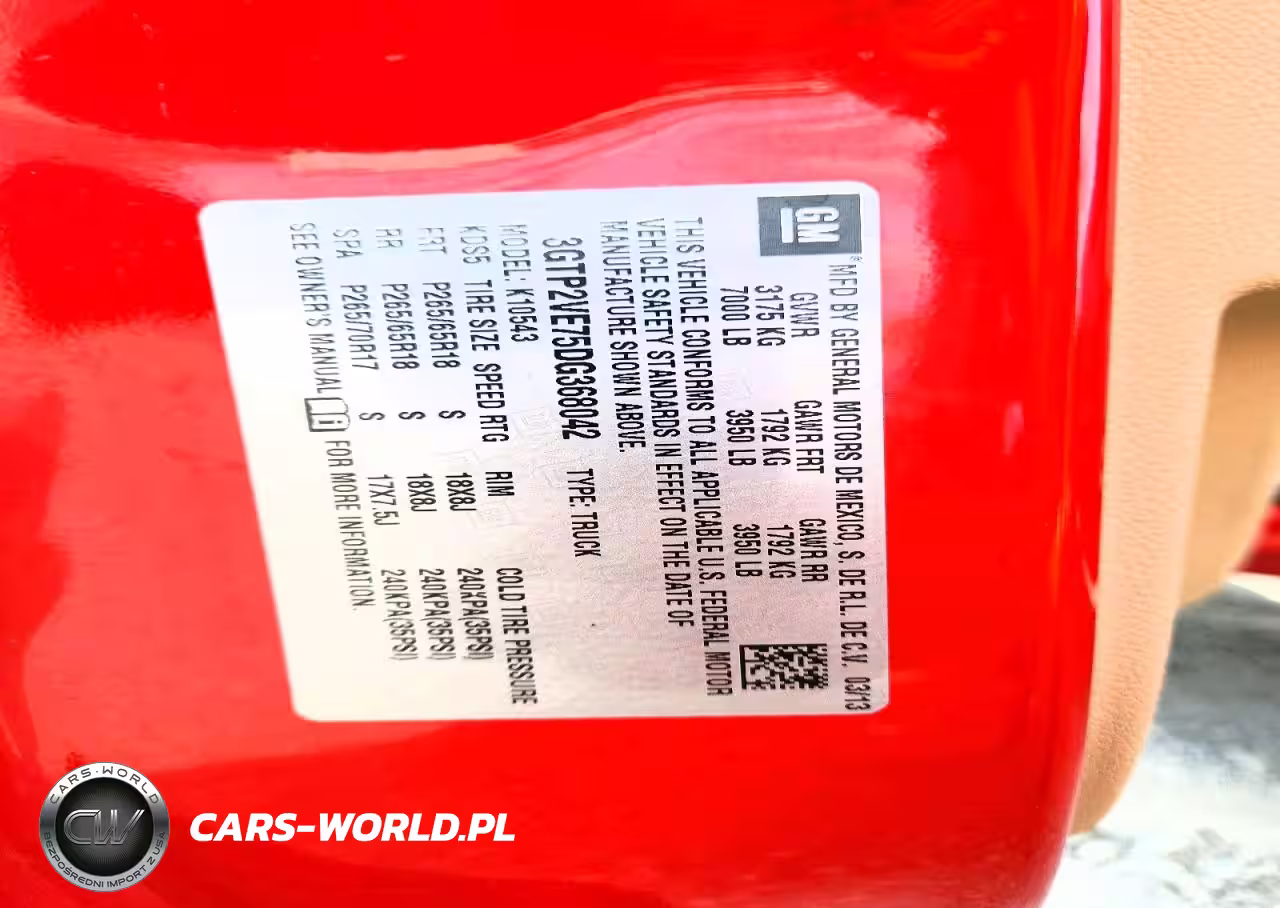 GM
MFD BY GENERAL MOTORS DE MEXICO, S. DE R.L. DE C.V. 03/13
GVWR GAWR FRT GAWR RR
3175 KG 1792 KG 1792 KG
7000 LB 3950 LB 3950 LB
THIS VEHICLE CONFORMS TO ALL APPLICABLE U.S. FEDERAL MOTOR
VEHICLE SAFETY STANDARDS IN EFFECT ON THE DATE OF
MANUFACTURE SHOWN ABOVE.
3GTP2VE75DG368042 TYPE: TRUCK
MODEL: K10543
KDS5 TIRE SIZE SPEED RTG RIM COLD TIRE PRESSURE
FRT P265/65R18 S 18X8J 240KPA(35PSI)
RR P265/65R18 S 18X8J 240KPA(35PSI)
SPA P265/70R17 S 17X7.5J 240KPA(35PSI)
SEE OWNER'S MANUAL FOR MORE INFORMATION.
CARS-WORLD
CW
BEZPOŚREDNI IMPORT Z USA
CARS-WORLD.PL